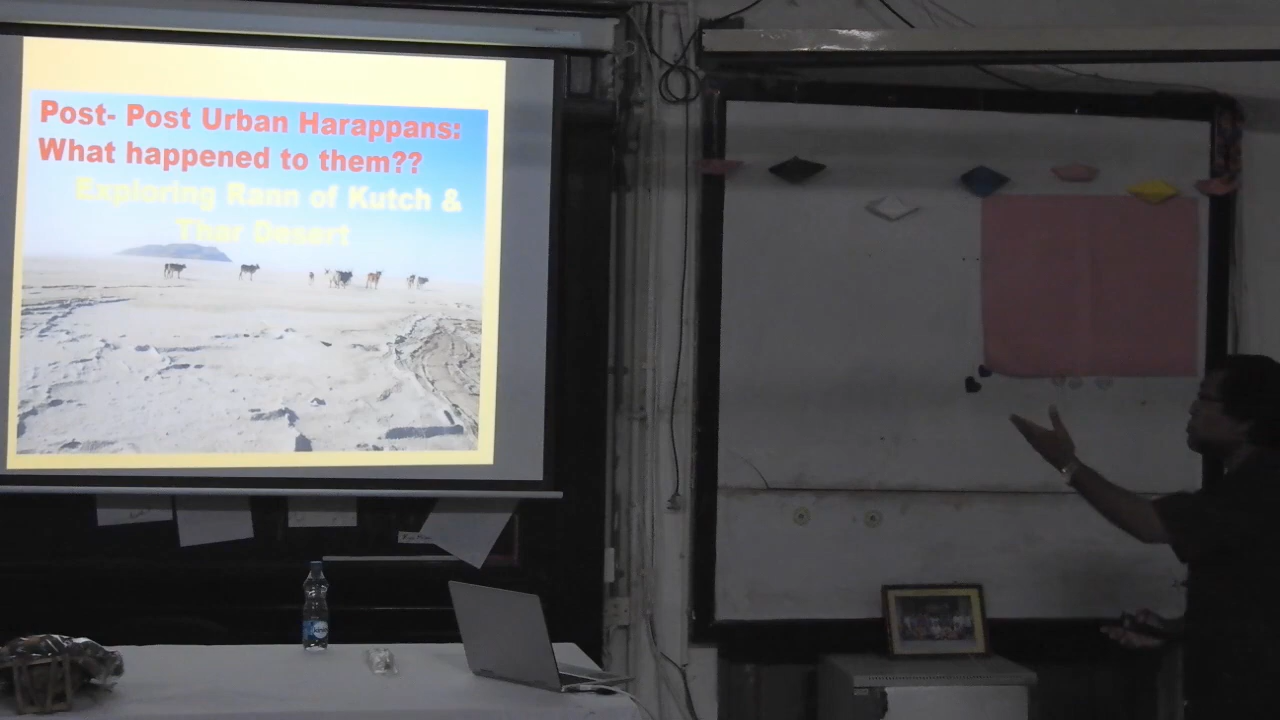 Post- Post Urban Harappans:
What happened to them??
Exploring Rann of Kutch &
Thar Desert